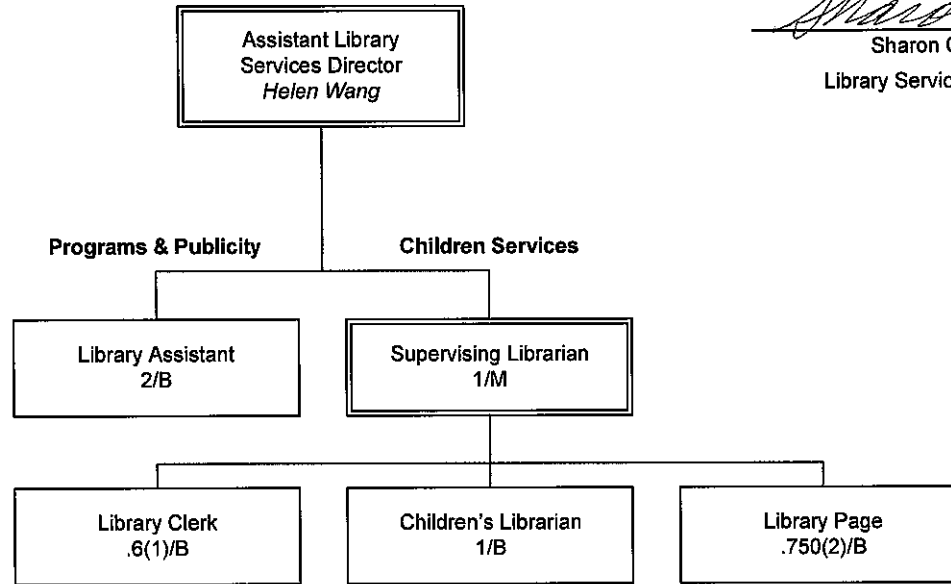 Assistant Library
Services Director
Helen Wang
Sharon
Library
Programs & Publicity
Children Services
Library Assistant
2/B
Supervising Librarian
1/M
Library Clerk
.6(1)/B
Children's Librarian
1/B
Library Page
.750(2)/B